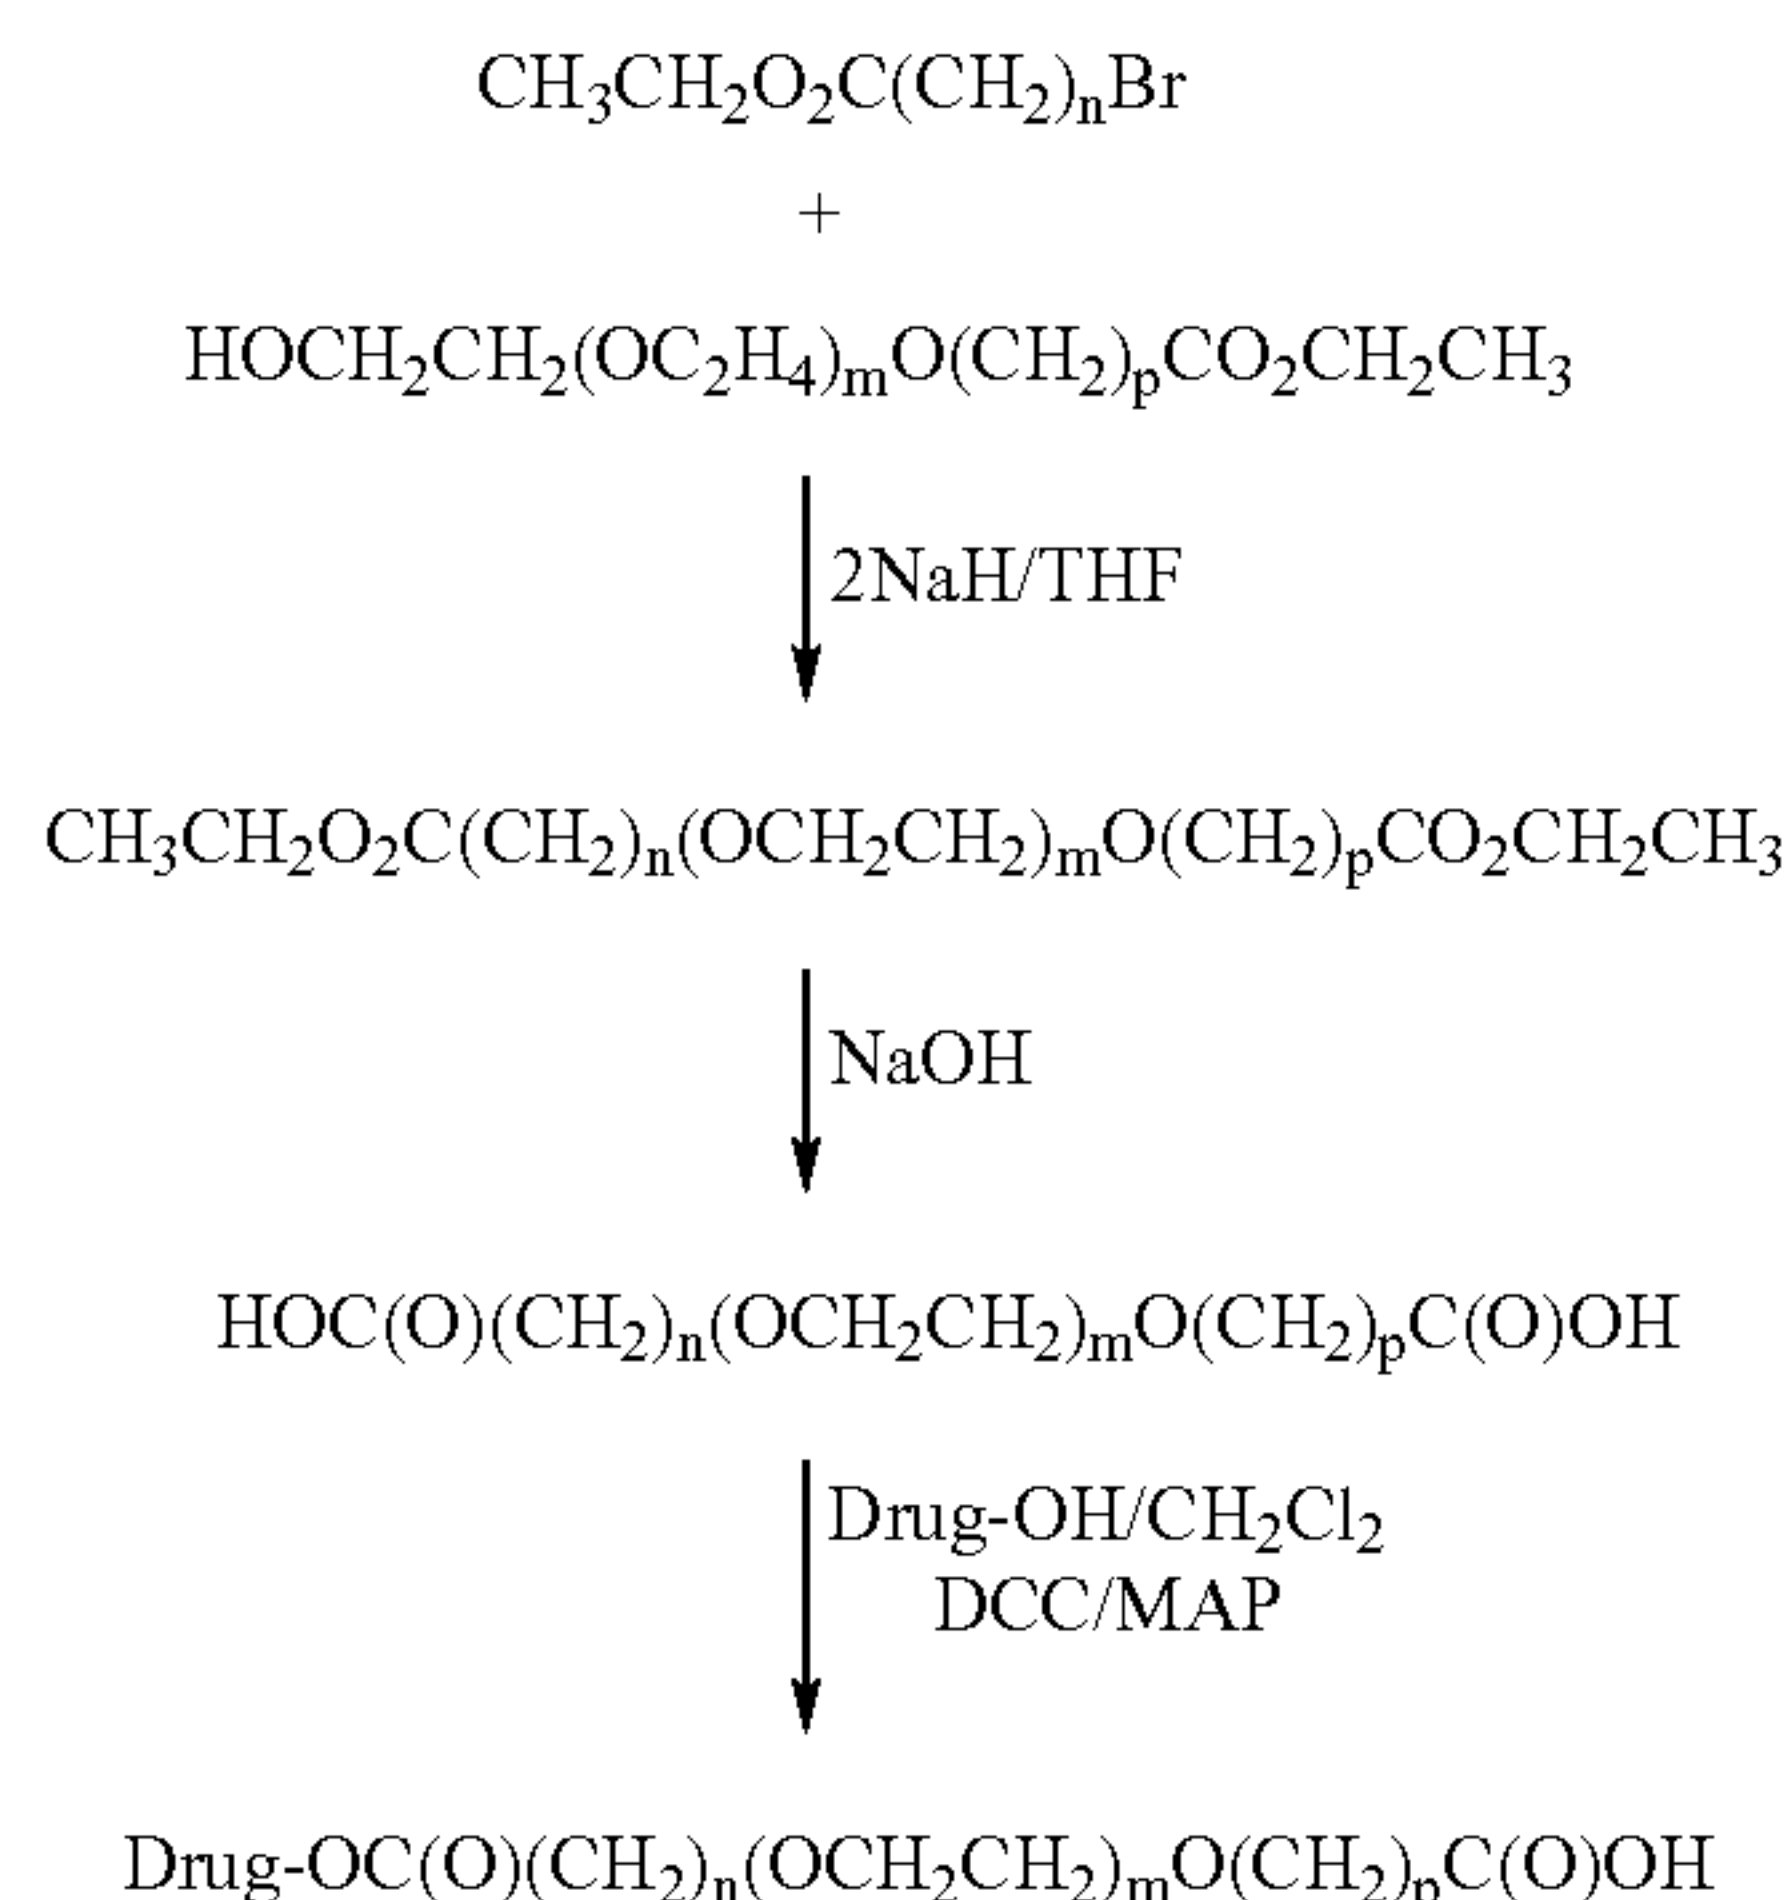 CH₃CH₂O₂C(CH₂)ₙBr
+
HOCH₂CH₂(OC₂H₄)ₘO(CH₂)ₚCO₂CH₂CH₃
2NaH/THF
CH₃CH₂O₂C(CH₂)ₙ(OCH₂CH₂)ₘO(CH₂)ₚCO₂CH₂CH₃
NaOH
HOC(O)(CH₂)ₙ(OCH₂CH₂)ₘO(CH₂)ₚC(O)OH
Drug-OH/CH₂Cl₂
DCC/MAP
Drug-OC(O)(CH₂)ₙ(OCH₂CH₂)ₘO(CH₂)ₚC(O)OH